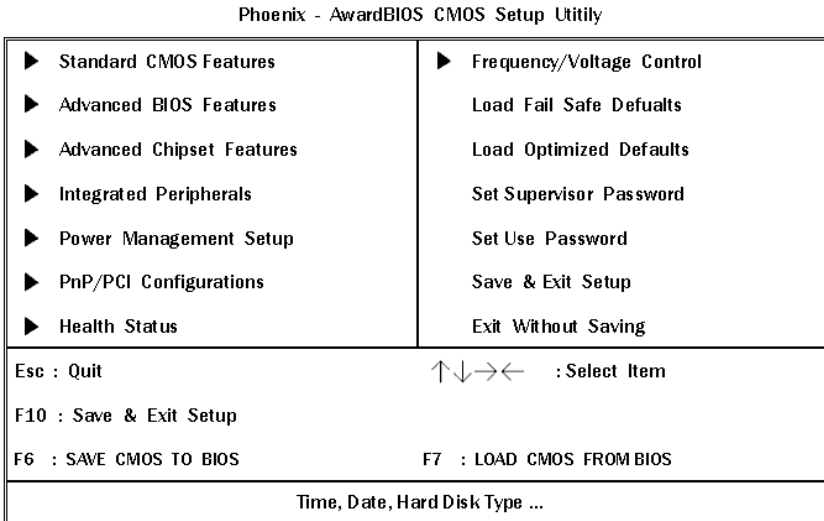 Phoenix - AwardBIOS CMOS Setup Utitily
▶ Standard CMOS Features
▶ Advanced BIOS Features
▶ Advanced Chipset Features
▶ Integrated Peripherals
▶ Power Management Setup
▶ PnP/PCI Configurations
▶ Health Status
▶ Frequency/Voltage Control
Load Fail Safe Defualts
Load Optimized Defaults
Set Supervisor Password
Set Use Password
Save & Exit Setup
Exit Without Saving
Esc : Quit
↑↓→← : Select Item
F10 : Save & Exit Setup
F6 : SAVE CMOS TO BIOS
F7 : LOAD CMOS FROM BIOS
Time, Date, Hard Disk Type ...